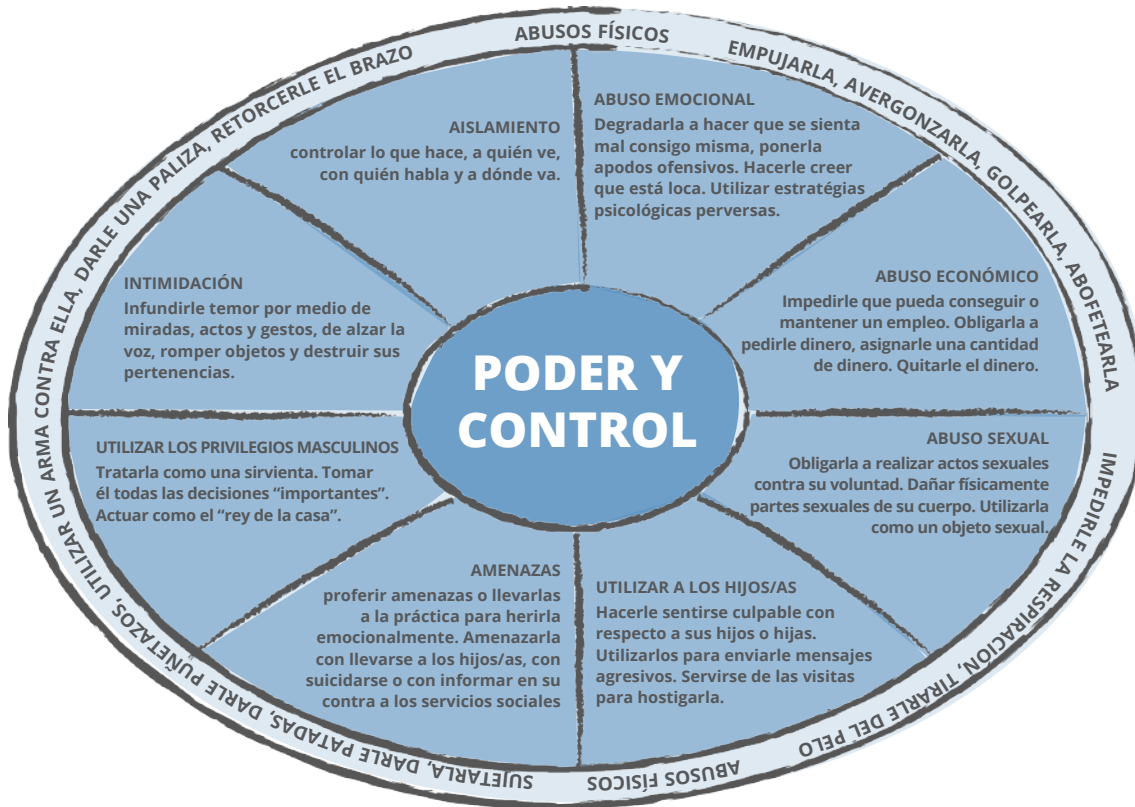 ABUSOS FÍSICOS
EMPUJARLA, AVERGONZARLA, GOLPEARLA, ABOFETEARLA
IMPEDIRLE LA RESPIRACIÓN, TIRARLE DEL PELO
ABUSOS FÍSICOS
SUJETARLA, DARLE PATADAS, DARLE PUÑETAZOS, UTILIZAR UN ARMA CONTRA ELLA, DARLE UNA PALIZA, RETORCERLE EL BRAZO
ABUSO EMOCIONAL
Degradarla a hacer que se sienta
mal consigo misma, ponerla
apodos ofensivos. Hacerle creer
que está loca. Utilizar estratégias
psicológicas perversas.
ABUSO ECONÓMICO
Impedirle que pueda conseguir o
mantener un empleo. Obligarla a
pedirle dinero, asignarle una cantidad
de dinero. Quitarle el dinero.
ABUSO SEXUAL
Obligarla a realizar actos sexuales
contra su voluntad. Dañar físicamente
partes sexuales de su cuerpo. Utilizarla
como un objeto sexual.
UTILIZAR A LOS HIJOS/AS
Hacerle sentirse culpable con
respecto a sus hijos o hijas.
Utilizarlos para enviarle mensajes
agresivos. Servirse de las visitas
para hostigarla.
AMENAZAS
proferir amenazas o llevarlas
a la práctica para herirla
emocionalmente. Amenazarla
con llevarse a los hijos/as, con
suicidarse o con informar en su
contra a los servicios sociales
UTILIZAR LOS PRIVILEGIOS MASCULINOS
Tratarla como una sirvienta. Tomar
él todas las decisiones “importantes”.
Actuar como el “rey de la casa”.
INTIMIDACIÓN
Infundirle temor por medio de
miradas, actos y gestos, de alzar la
voz, romper objetos y destruir sus
pertenencias.
AISLAMIENTO
controlar lo que hace, a quién ve,
con quién habla y a dónde va.
PODER Y
CONTROL